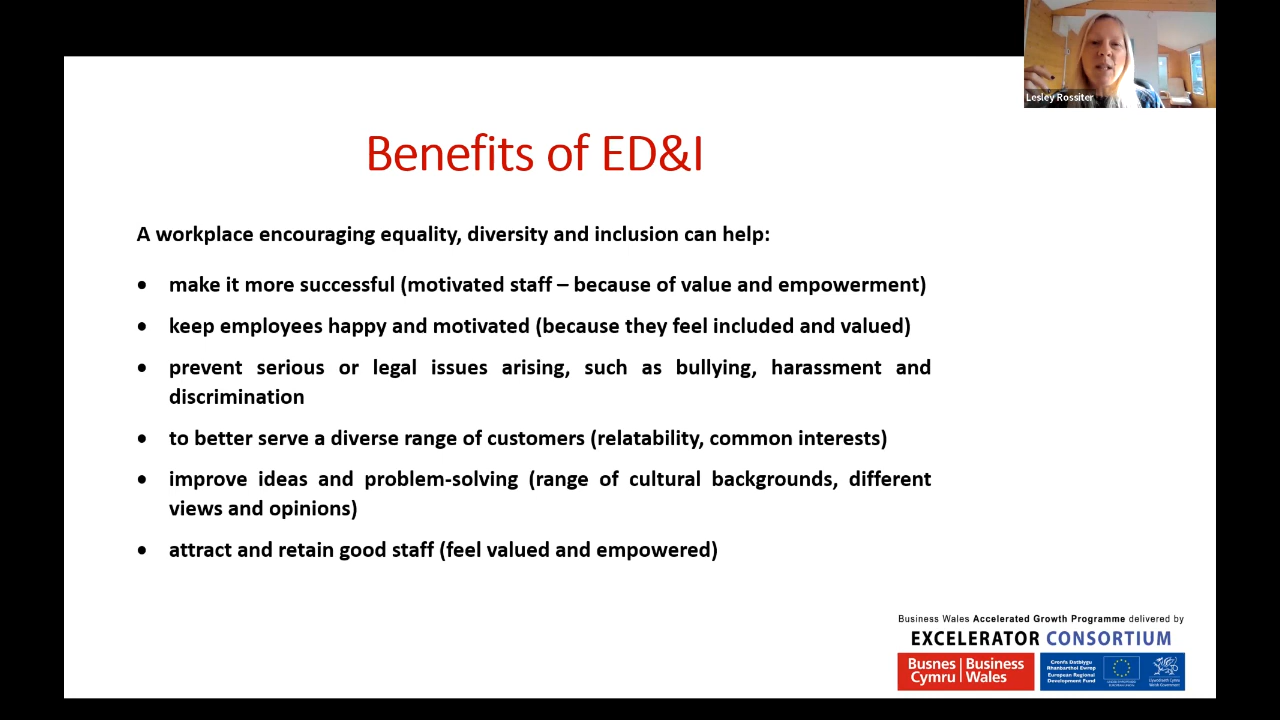 Lesley Rossiter
Benefits of ED&I
A workplace encouraging equality, diversity and inclusion can help:
• make it more successful (motivated staff – because of value and empowerment)
• keep employees happy and motivated (because they feel included and valued)
• prevent serious or legal issues arising, such as bullying, harassment and
discrimination
• to better serve a diverse range of customers (relatability, common interests)
• improve ideas and problem-solving (range of cultural backgrounds, different
views and opinions)
• attract and retain good staff (feel valued and empowered)
Business Wales Accelerated Growth Programme delivered by
EXCELERATOR CONSORTIUM
Busnes
Cymru
Business
Wales
Cronfa Datblygu
Rhanbarthol Ewrop
European Regional
Development Fund
Llywodraeth Cymru
Welsh Government